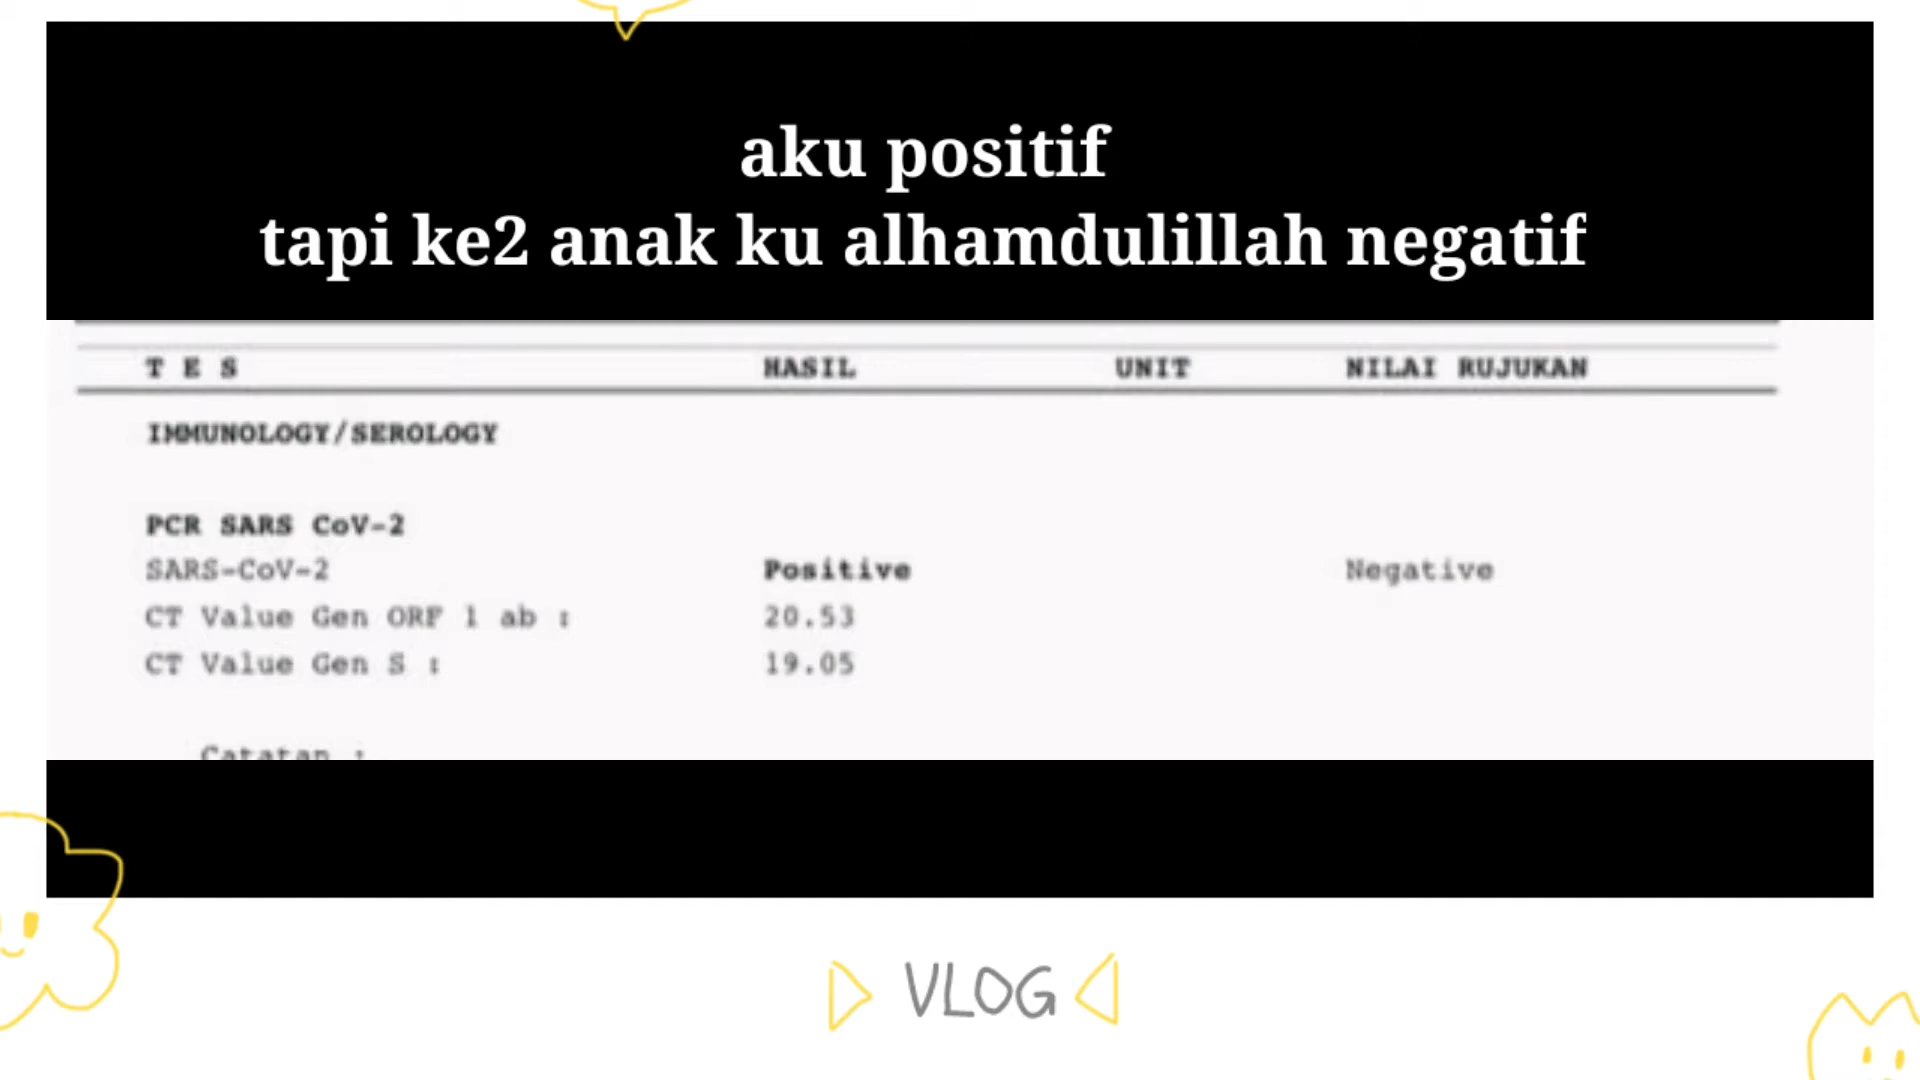 aku positif
tapi ke2 anak ku alhamdulillah negatif
T E S HASIL UNIT NILAI RUJUKAN
IMMUNOLOGY/SEROLOGY
PCR SARS CoV-2
SARS-CoV-2 Positive Negative
CT Value Gen ORF 1 ab : 20.53
CT Value Gen S : 19.05
Catatan :
VLOG